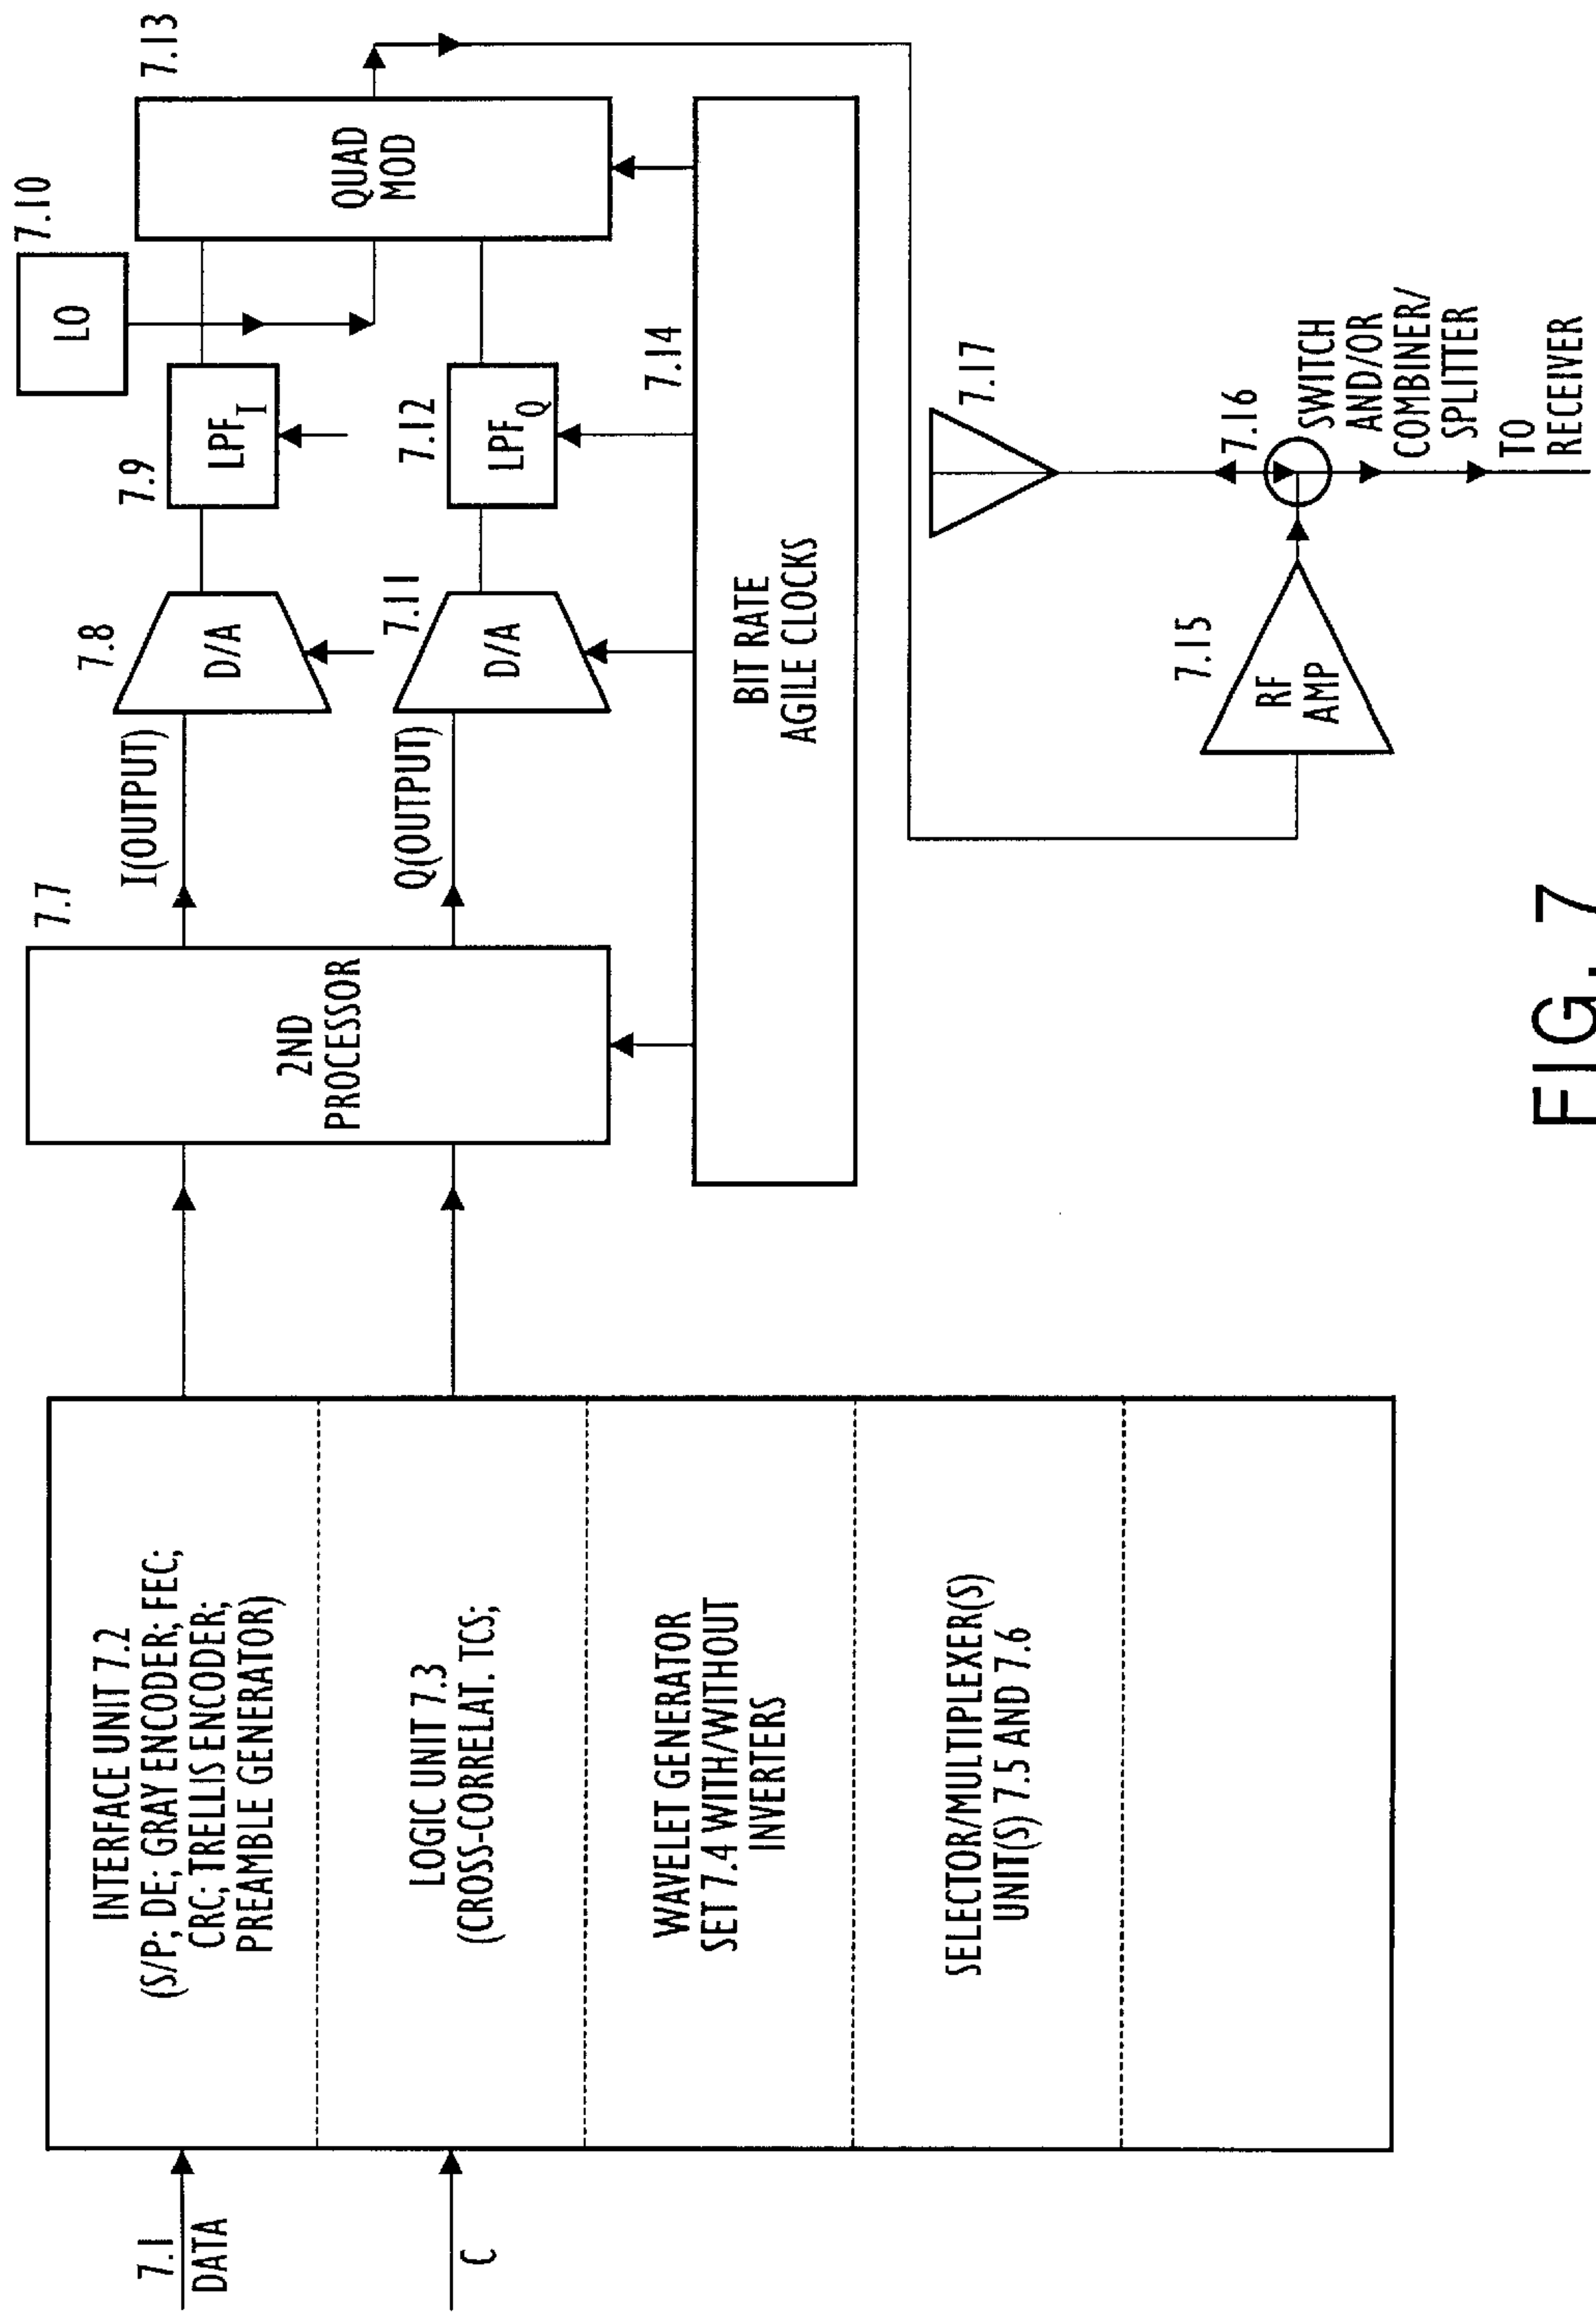 7.1
DATA
C
INTERFACE UNIT 7.2
(S/P; DE; GRAY ENCODER; FEC;
CRC; TRELLIS ENCODER;
PREAMBLE GENERATOR)
LOGIC UNIT 7.3
(CROSS-CORRELAT. TCS;
WAVELET GENERATOR
SET 7.4 WITH/WITHOUT
INVERTERS
SELECTOR/MULTIPLEXER(S)
UNIT(S) 7.5 AND 7.6
7.7
2ND
PROCESSOR
I(OUTPUT)
Q(OUTPUT)
7.8
D/A
7.11
D/A
7.9
LPF I
7.12
LPF Q
7.10
LO
7.13
QUAD
MOD
7.14
BIT RATE
AGILE CLOCKS
7.15
RF
AMP
7.17
7.16
SWITCH
AND/OR
COMBINER/
SPLITTER
TO
RECEIVER
FIG. 7